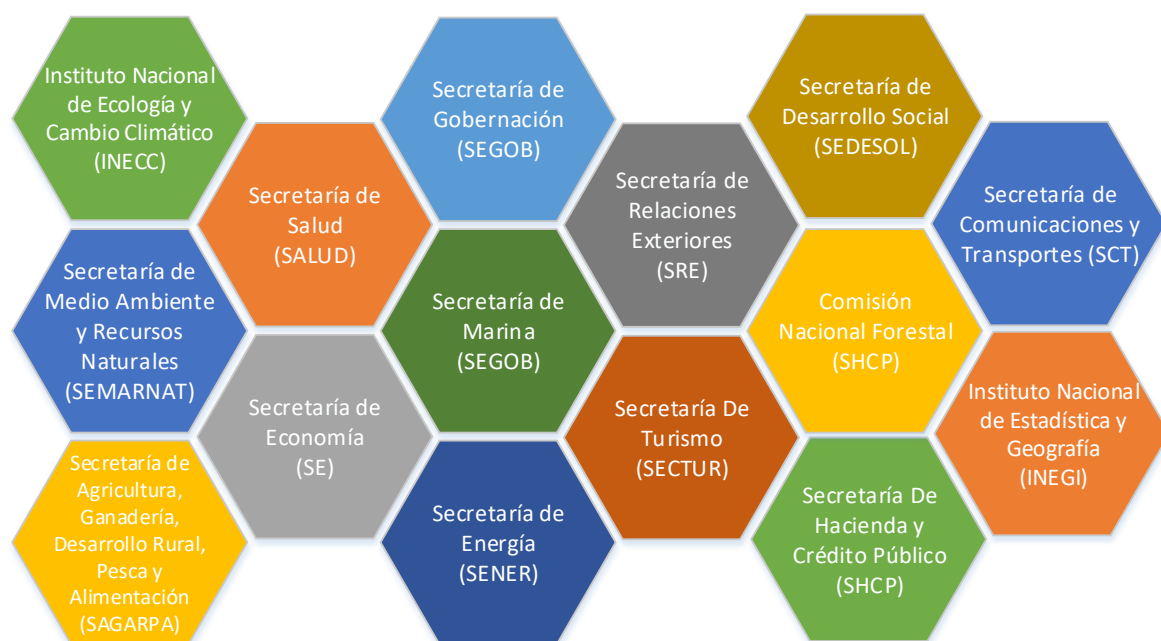 Instituto Nacional
de Ecología y
Cambio Climático
(INECC)
Secretaría de
Gobernación
(SEGOB)
Secretaría de
Desarrollo Social
(SEDESOL)
Secretaría de
Salud
(SALUD)
Secretaría de
Relaciones
Exteriores
(SRE)
Secretaría de
Comunicaciones y
Transportes (SCT)
Secretaría de
Medio Ambiente
y Recursos
Naturales
(SEMARNAT)
Secretaría de
Marina
(SEGOB)
Comisión
Nacional Forestal
(SHCP)
Secretaría de
Economía
(SE)
Secretaría De
Turismo
(SECTUR)
Instituto Nacional
de Estadística y
Geografía
(INEGI)
Secretaría de
Agricultura,
Ganadería,
Desarrollo Rural,
Pesca y
Alimentación
(SAGARPA)
Secretaría de
Energía
(SENER)
Secretaría De
Hacienda y
Crédito Público
(SHCP)